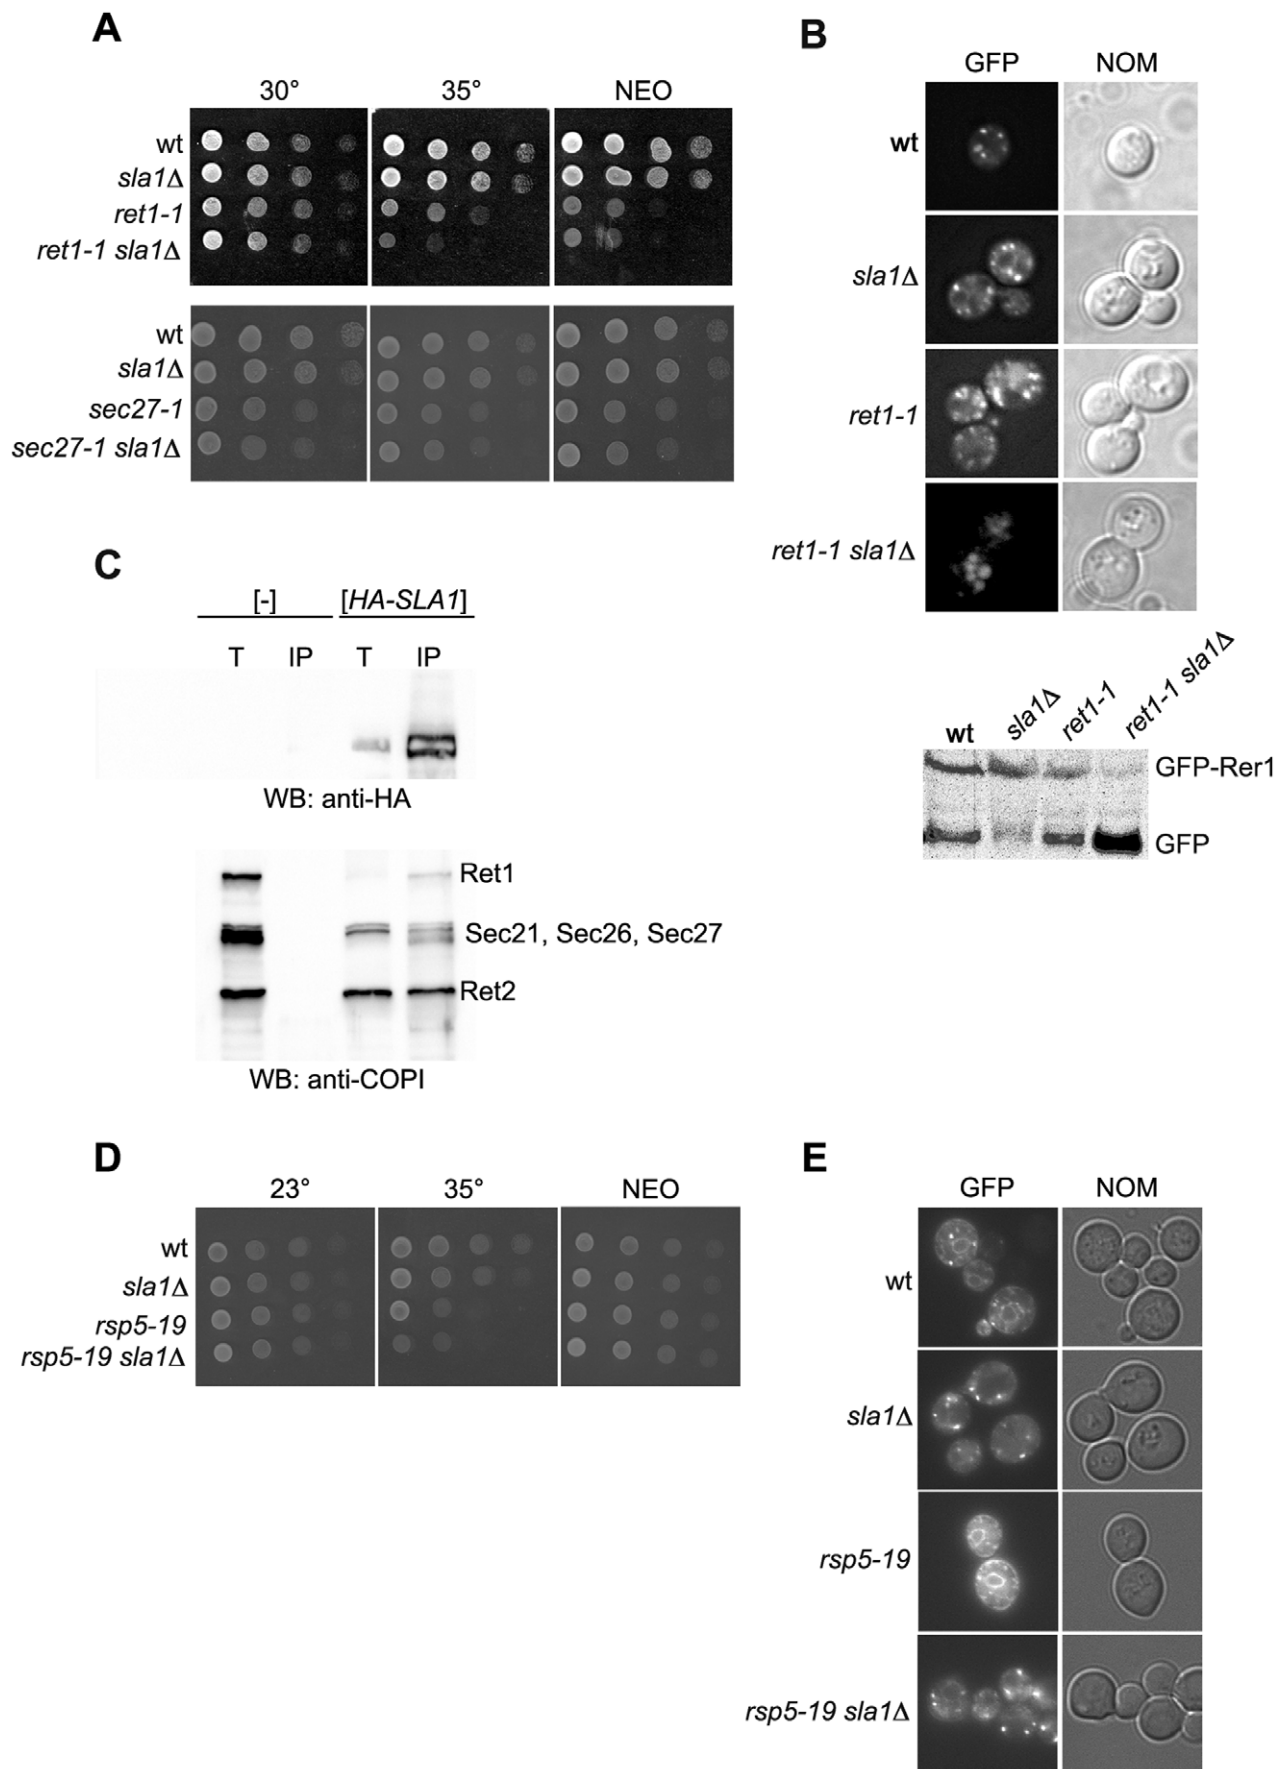 A
30° 35° NEO
wt
sla1Δ
ret1-1
ret1-1 sla1Δ
wt
sla1Δ
sec27-1
sec27-1 sla1Δ
B
GFP NOM
wt
sla1Δ
ret1-1
ret1-1 sla1Δ
wt sla1Δ ret1-1 ret1-1 sla1Δ
GFP-Rer1
GFP
C
[-] [HA-SLA1]
T IP T IP
WB: anti-HA
Ret1
Sec21, Sec26, Sec27
Ret2
WB: anti-COPI
D
23° 35° NEO
wt
sla1Δ
rsp5-19
rsp5-19 sla1Δ
E
GFP NOM
wt
sla1Δ
rsp5-19
rsp5-19 sla1Δ